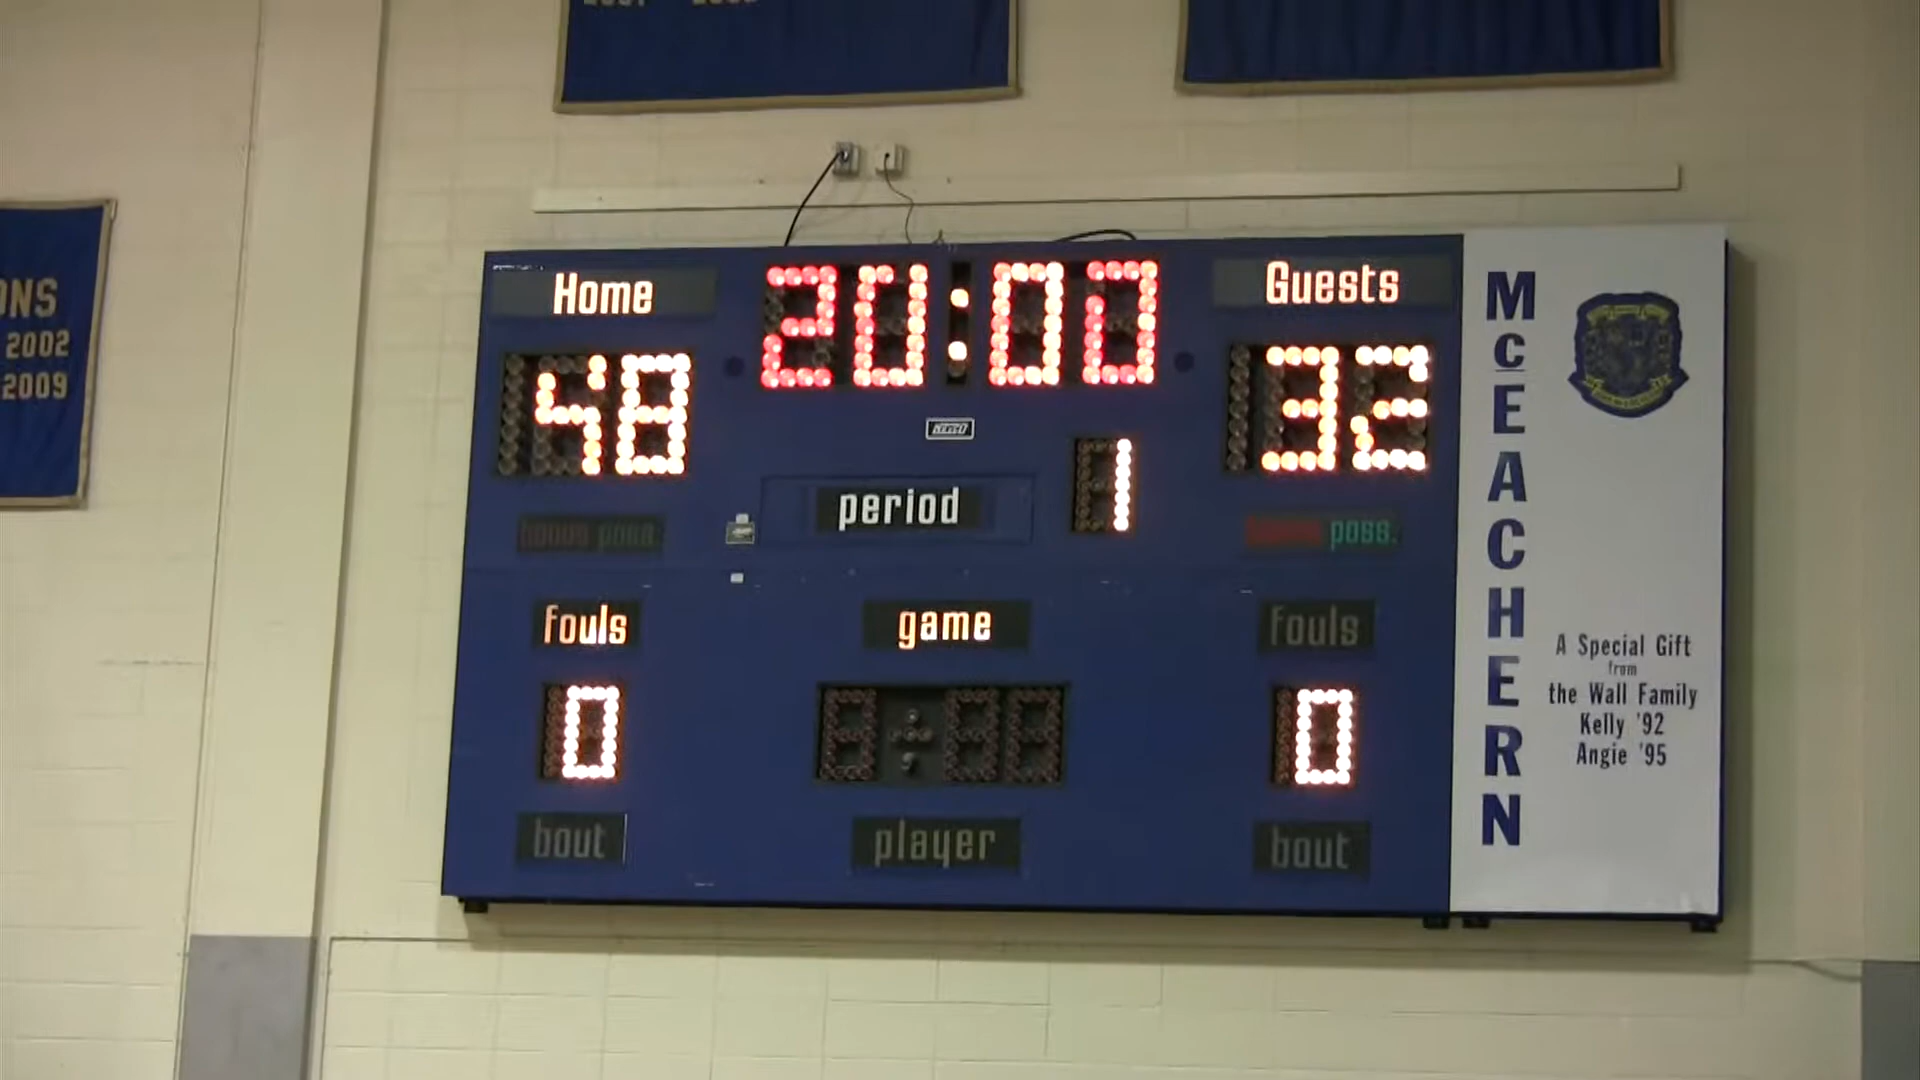 ONS
2002
2009
Home
20:00
Guests
48
32
period
1
poss.
poss.
fouls
game
fouls
0
0
bout
player
bout
McEACHERN
A Special Gift
from
the Wall Family
Kelly '92
Angie '95